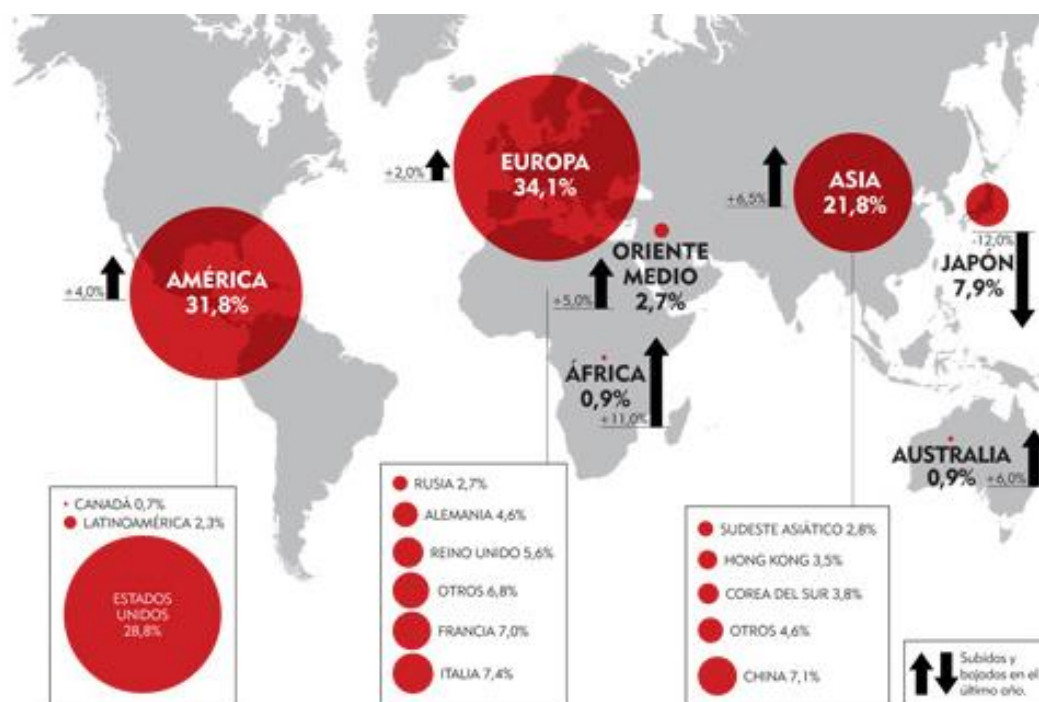 EUROPA
34,1%
+2,0%
ASIA
21,8%
+6,5%
-12,0%
JAPÓN
7,9%
AMÉRICA
31,8%
+4,0%
ORIENTE
MEDIO
2,7%
+5,0%
ÁFRICA
0,9%
+11,0%
AUSTRALIA
0,9%
+6,0%
CANADÁ 0,7%
LATINOAMÉRICA 2,3%
ESTADOS
UNIDOS
28,8%
RUSIA 2,7%
ALEMANIA 4,6%
REINO UNIDO 5,6%
OTROS 6,8%
FRANCIA 7,0%
ITALIA 7,4%
SUDESTE ASIÁTICO 2,8%
HONG KONG 3,5%
COREA DEL SUR 3,8%
OTROS 4,6%
CHINA 7,1%
Subidas y
bajadas en el
último año.